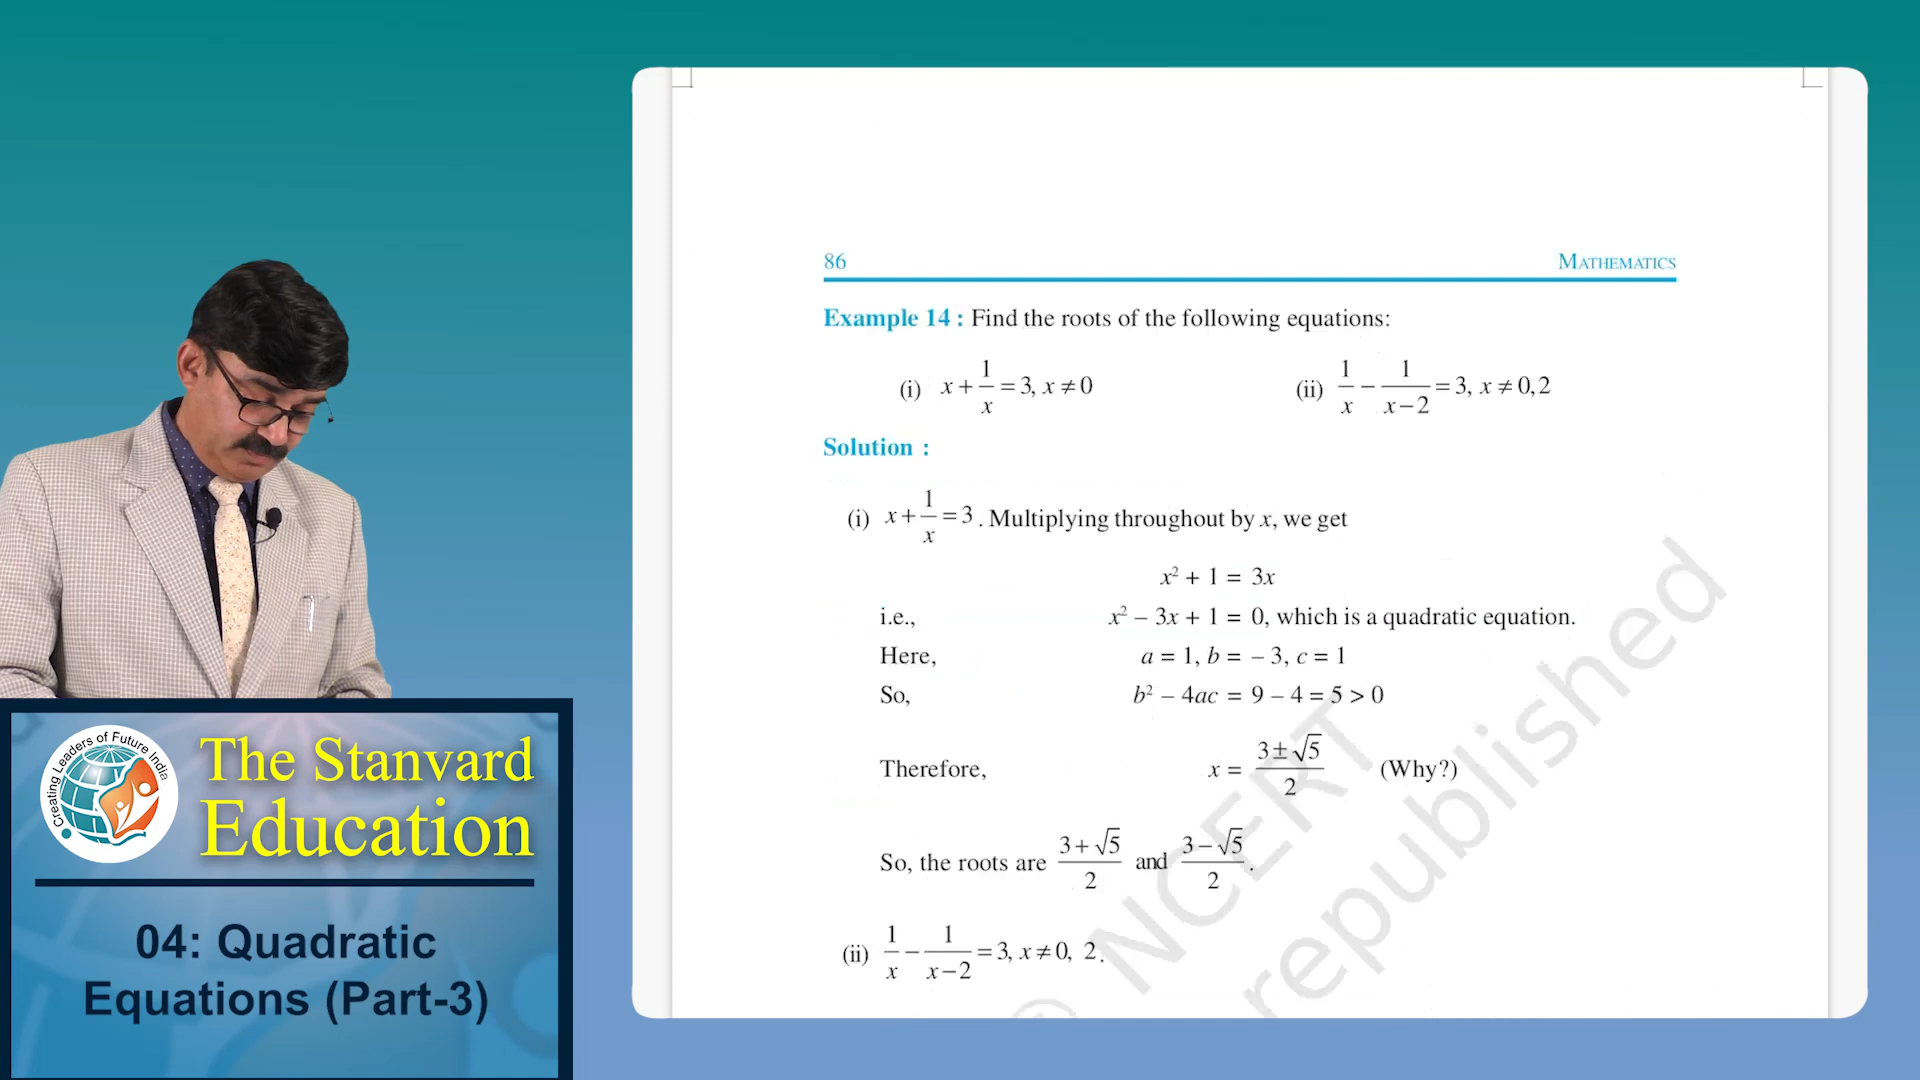 86 MATHEMATICS
Example 14 : Find the roots of the following equations:
(i) x + 1/x = 3, x ≠ 0 (ii) 1/x − 1/(x−2) = 3, x ≠ 0, 2
Solution :
(i) x + 1/x = 3 . Multiplying throughout by x, we get
x² + 1 = 3x
i.e., x² – 3x + 1 = 0, which is a quadratic equation.
Here, a = 1, b = – 3, c = 1
So, b² – 4ac = 9 – 4 = 5 > 0
Therefore, x = (3 ± √5)/2 (Why?)
So, the roots are (3 + √5)/2 and (3 − √5)/2 .
(ii) 1/x − 1/(x−2) = 3, x ≠ 0, 2 .
© NCERT
republished
Creating Leaders of Future India
The Stanvard
Education
04: Quadratic
Equations (Part-3)